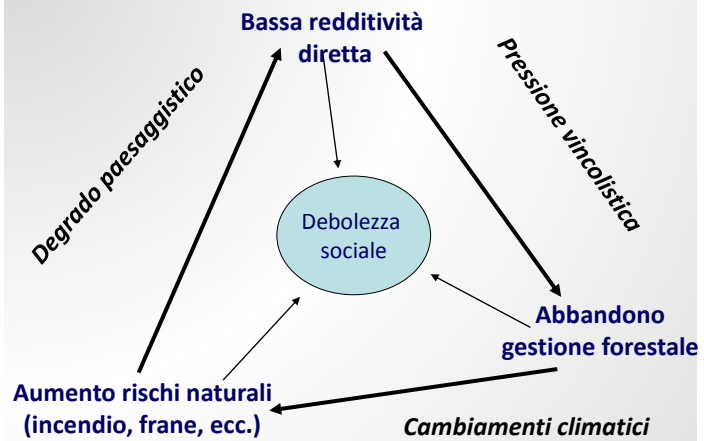 Bassa redditività
diretta
Degrado paesaggistico
Pressione vincolistica
Debolezza
sociale
Abbandono
gestione forestale
Aumento rischi naturali
(incendio, frane, ecc.)
Cambiamenti climatici